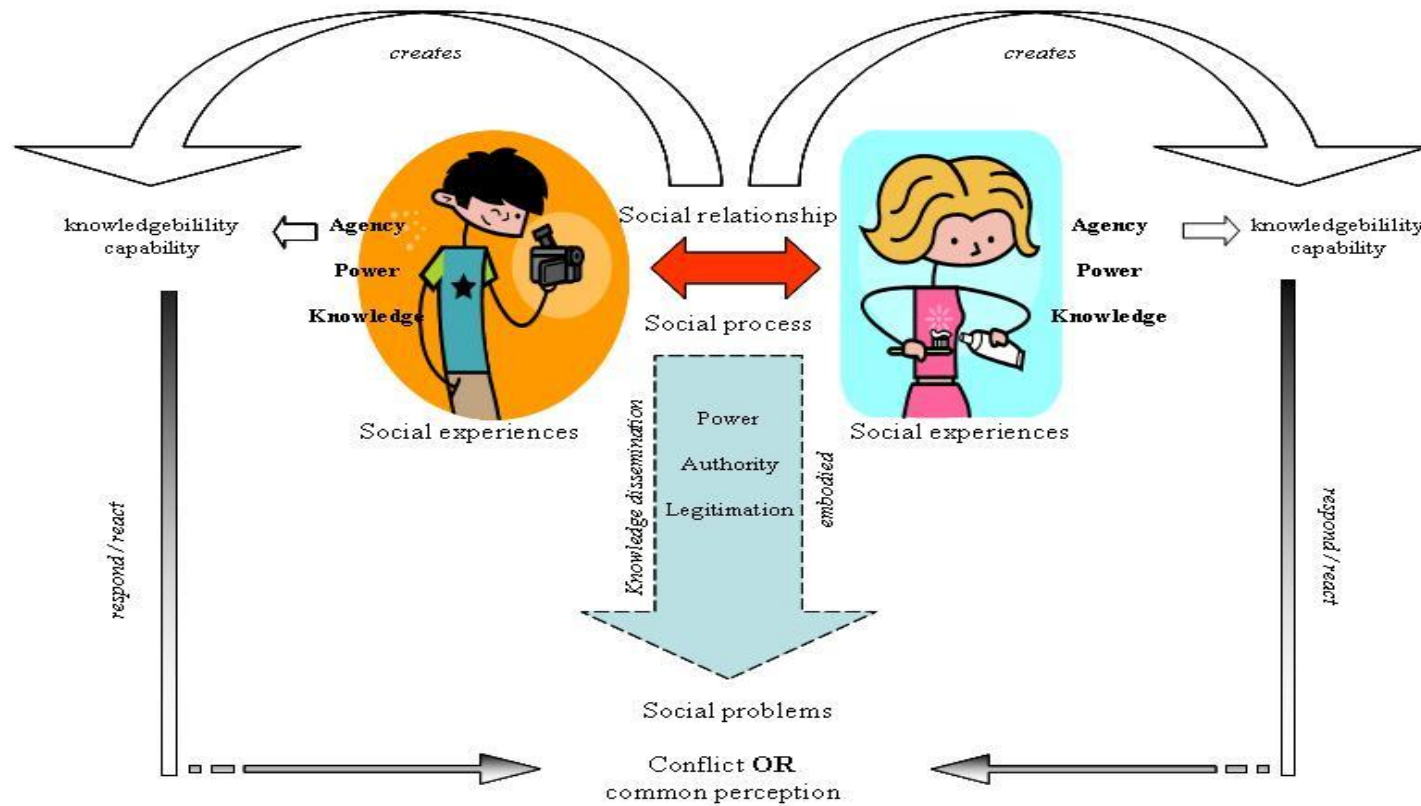 creates
creates
Social relationship
knowledgebilility
capability
Agency
Power
Knowledge
Agency
Power
Knowledge
knowledgebilility
capability
Social process
Social experiences
Social experiences
Knowledge dissemination
Power
Authority
Legitimation
embodied
respond / react
respond / react
Social problems
Conflict OR
common perception